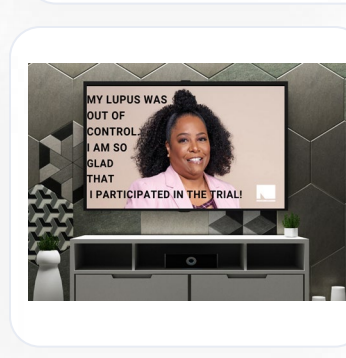 MY LUPUS WAS
OUT OF
CONTROL.
I AM SO
GLAD
THAT
I PARTICIPATED IN THE TRIAL!